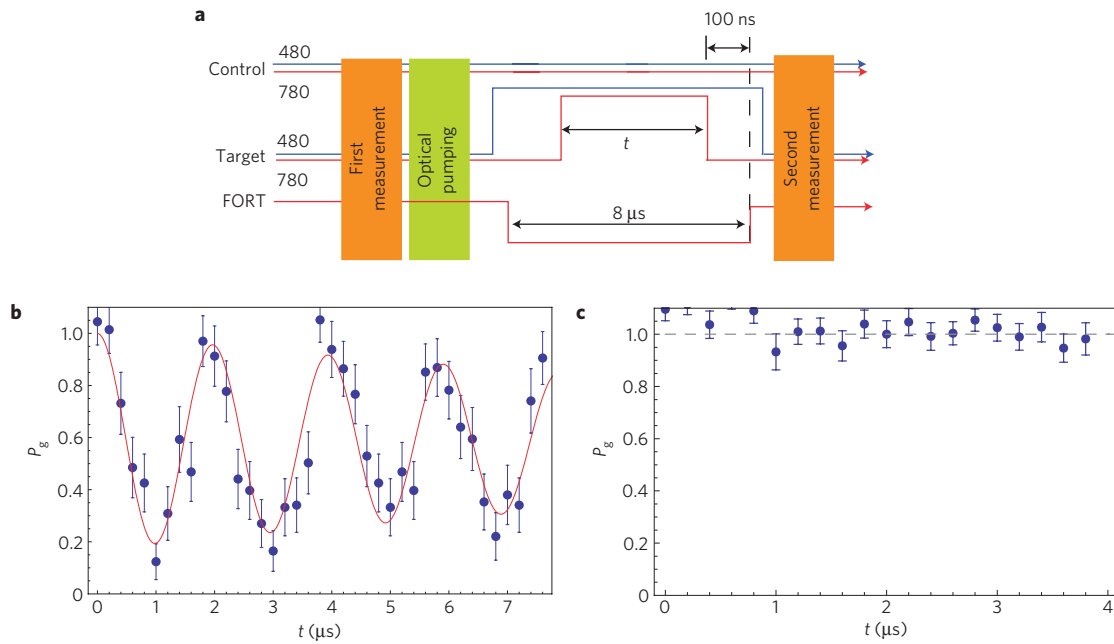 a
100 ns
480
Control
780
480
Target
780
FORT
First measurement
Optical pumping
t
8 µs
Second measurement
b
1.0
0.8
0.6
0.4
0.2
0
Pg
0 1 2 3 4 5 6 7
t (µs)
c
1.0
0.8
0.6
0.4
0.2
0
Pg
0 1 2 3 4
t (µs)